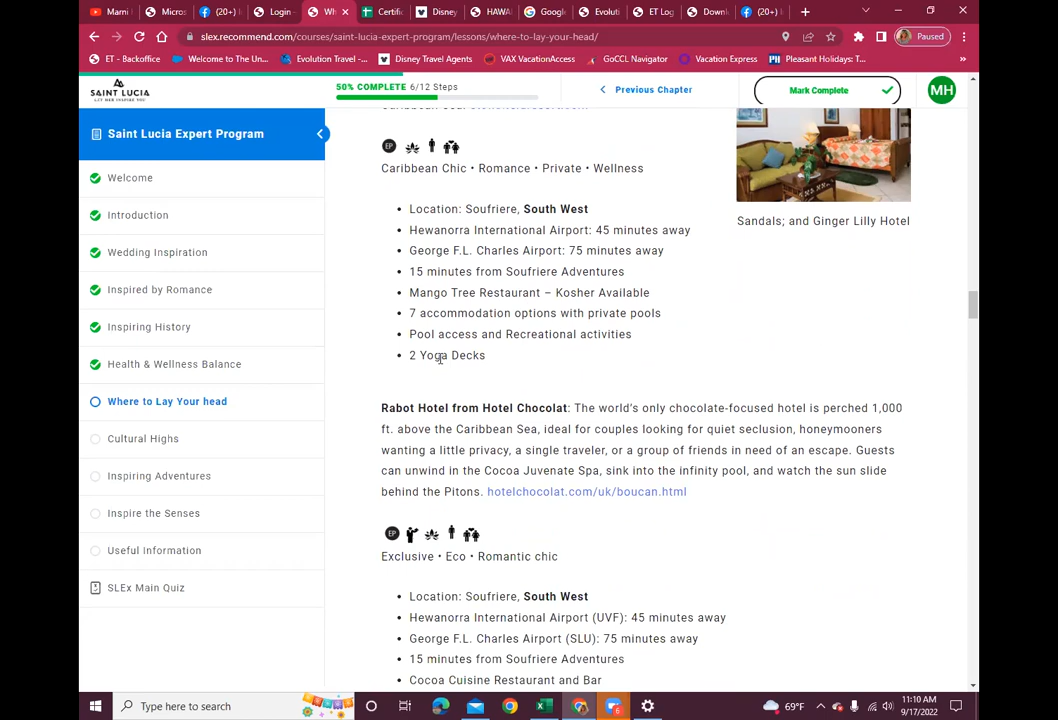 Marni
Micros
(20+)
Login -
Wh
Certific
Disney
HAWAI
Google
Evoluti
ET Log
Downl
(20+)
slex.recommend.com/courses/saint-lucia-expert-program/lessons/where-to-lay-your-head/
Paused
ET - Backoffice
Welcome to The Un...
Evolution Travel -...
Disney Travel Agents
VAX VacationAccess
GoCCL Navigator
Vacation Express
Pleasant Holidays: T...
SAINT LUCIA
LET HER INSPIRE YOU
50% COMPLETE 6/12 Steps
Previous Chapter
Mark Complete
MH
Saint Lucia Expert Program
Welcome
Introduction
Wedding Inspiration
Inspired by Romance
Inspiring History
Health & Wellness Balance
Where to Lay Your head
Cultural Highs
Inspiring Adventures
Inspire the Senses
Useful Information
SLEx Main Quiz
EP
Caribbean Chic • Romance • Private • Wellness
• Location: Soufriere, South West
• Hewanorra International Airport: 45 minutes away
• George F.L. Charles Airport: 75 minutes away
• 15 minutes from Soufriere Adventures
• Mango Tree Restaurant – Kosher Available
• 7 accommodation options with private pools
• Pool access and Recreational activities
• 2 Yoga Decks
Sandals; and Ginger Lilly Hotel
Rabot Hotel from Hotel Chocolat: The world's only chocolate-focused hotel is perched 1,000
ft. above the Caribbean Sea, ideal for couples looking for quiet seclusion, honeymooners
wanting a little privacy, a single traveler, or a group of friends in need of an escape. Guests
can unwind in the Cocoa Juvenate Spa, sink into the infinity pool, and watch the sun slide
behind the Pitons. hotelchocolat.com/uk/boucan.html
EP
Exclusive • Eco • Romantic chic
• Location: Soufriere, South West
• Hewanorra International Airport (UVF): 45 minutes away
• George F.L. Charles Airport (SLU): 75 minutes away
• 15 minutes from Soufriere Adventures
• Cocoa Cuisine Restaurant and Bar
Type here to search
69°F
11:10 AM
9/17/2022